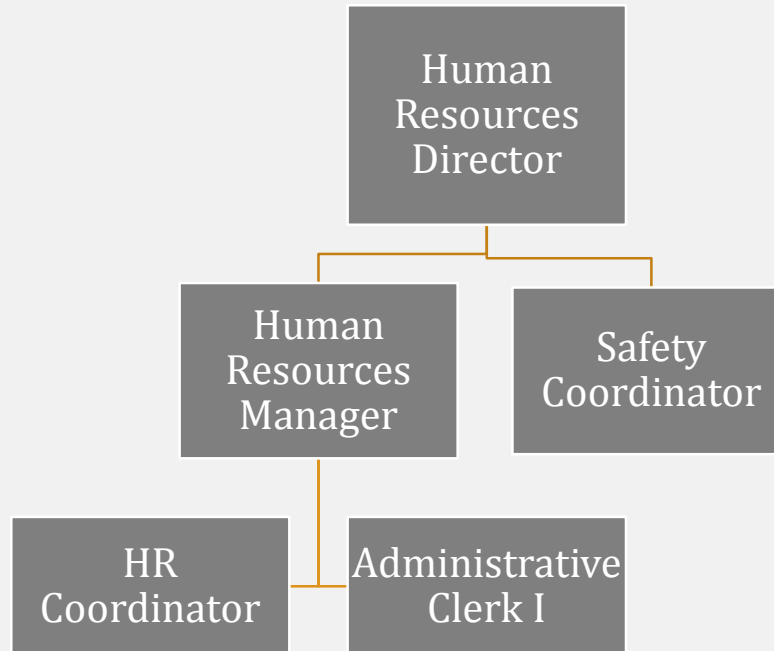 Human
Resources
Director
Human
Resources
Manager
Safety
Coordinator
HR
Coordinator
Administrative
Clerk I